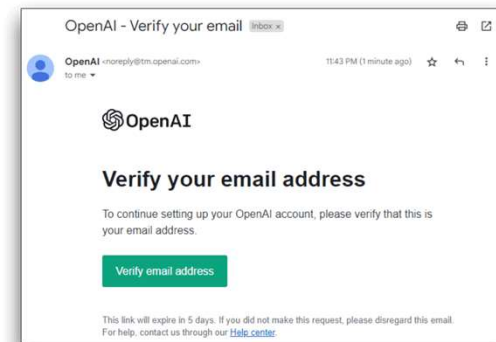 OpenAI - Verify your email Inbox ×
OpenAI <noreply@tm.openai.com> 11:43 PM (1 minute ago)
to me
OpenAI
Verify your email address
To continue setting up your OpenAI account, please verify that this is
your email address.
Verify email address
This link will expire in 5 days. If you did not make this request, please disregard this email.
For help, contact us through our Help center.